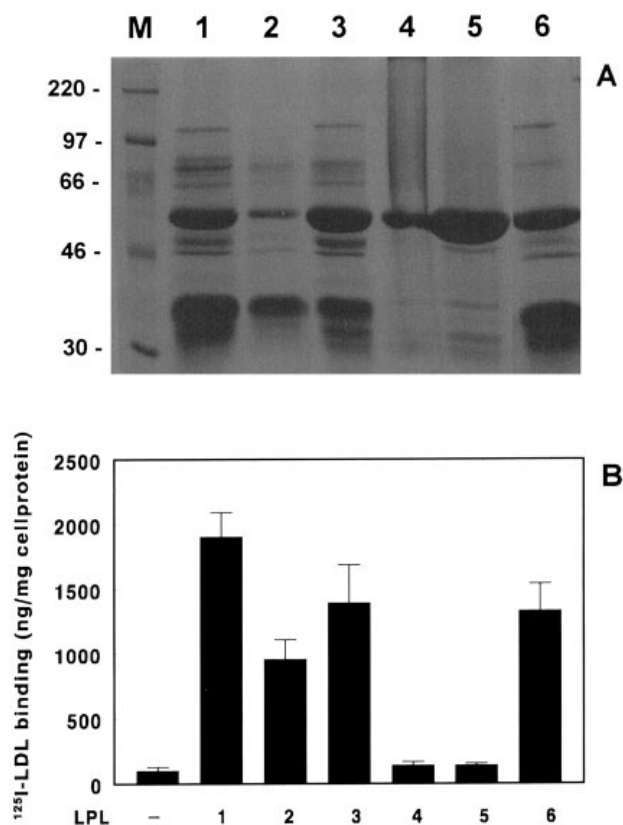 M 1 2 3 4 5 6
A
220 -
97 -
66 -
46 -
30 -
B
¹²⁵I-LDL binding (ng/mg cellprotein)
2500
2000
1500
1000
500
0
LPL – 1 2 3 4 5 6